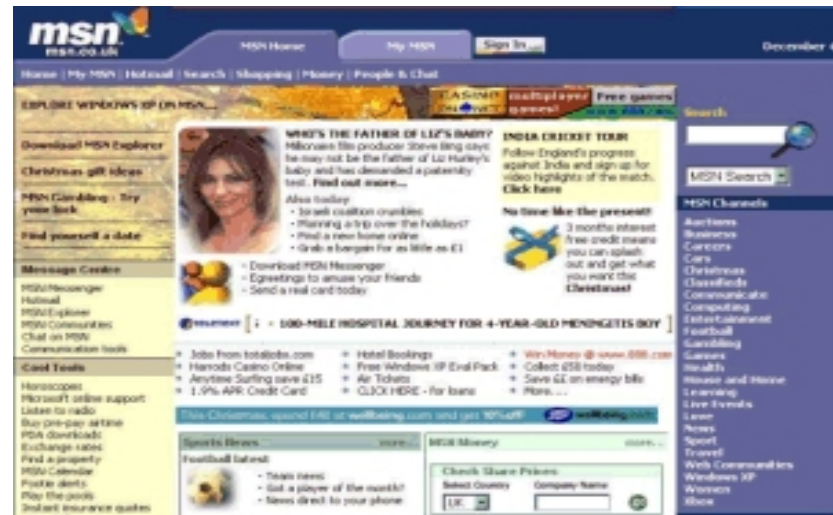 msn
msn.co.uk
MSN Home
My MSN
Sign In
December
Home | My MSN | Hotmail | Search | Shopping | Money | People & Chat
EXPLORE WINDOWS XP ON MSN...
Download MSN Explorer
Christmas gift ideas
MSN Gambling - Try
your luck
Find yourself a date
Message Centre
MSN Messenger
Hotmail
MSN Explorer
MSN Communities
Chat on MSN
Communication tools
Cool Tools
Horoscopes
Microsoft online support
Listen to radio
Buy pre-pay airtime
PDA downloads
Exchange rates
Find a property
MSN Calendar
Footie alerts
Play the pools
Instant insurance quotes
CASINO
ON NET
multiplayer
games!
Free games
WHO'S THE FATHER OF LIZ'S BABY?
Millionaire film producer Steve Bing says
he may not be the father of Liz Hurley's
baby and has demanded a paternity
test. Find out more...
Also today
- Israeli coalition crumbles
- Planning a trip over the holidays?
- Find a new home online
- Grab a bargain for as little as £1
- Download MSN Messenger
- Egreetings to amuse your friends
- Send a real card today
INDIA CRICKET TOUR
Follow England's progress
against India and sign up for
video highlights of the match.
Click here
No time like the present!
3 months interest
free credit means
you can splash
out and get what
you want this
Christmas!
TELETEXT
- 100-MILE HOSPITAL JOURNEY FOR 4-YEAR-OLD MENINGITIS BOY
Jobs from totaljobs.com
Harrods Casino Online
Anytime Surfing save £15
1.9% APR Credit Card
Hotel Bookings
Free Windows XP Eval Pack
Air Tickets
CLICK HERE - for loans
Win Money @ www.888.com
Collect £50 today
Save ££ on energy bills
More....
This Christmas, spend £40 at wellbeing.com and get 10% off
wellbeing.com
Sports News
more...
Football latest
- Team news
- Got a player of the month?
- News direct to your phone
MSN Money
more...
Check Share Prices
Select Country
Company Name
UK
Search
MSN Search
MSN Channels
Auctions
Business
Careers
Cars
Christmas
Classifieds
Communicate
Computing
Entertainment
Football
Gambling
Games
Health
House and Home
Learning
Live Events
Love
News
Sport
Travel
Web Communities
Windows XP
Women
Xbox